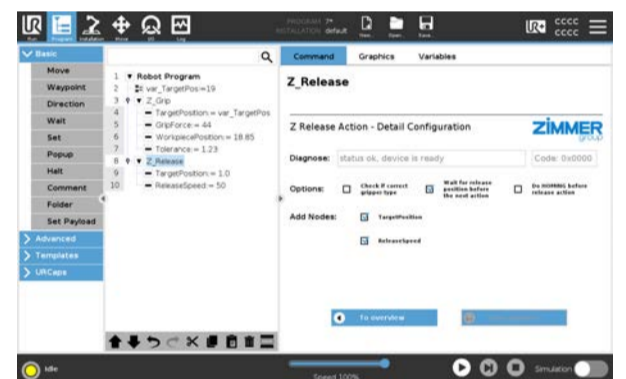 Run
Program
Installation
Move
I/O
Log
PROGRAM ?*
INSTALLATION default
New...
Open...
Save...
cccc
cccc
Basic
Move
Waypoint
Direction
Wait
Set
Popup
Halt
Comment
Folder
Set Payload
Advanced
Templates
URCaps
1 Robot Program
2 var_TargetPos:=19
3 Z_Grip
4 TargetPosition:= var_TargetPos
5 GripForce:= 44
6 WorkpiecePosition:= 18.85
7 Tolerance:= 1.23
8 Z_Release
9 TargetPosition:= 1.0
10 ReleaseSpeed:= 50
Command Graphics Variables
Z_Release
Z Release Action - Detail Configuration
ZIMMER
group
Diagnose: status ok, device is ready Code: 0x0000
Options:
Check if correct
gripper type
Wait for release
position before
the next action
Do HOMING before
release action
Add Nodes:
TargetPosition
ReleaseSpeed
To overview
Idle
Speed 100%
Simulation